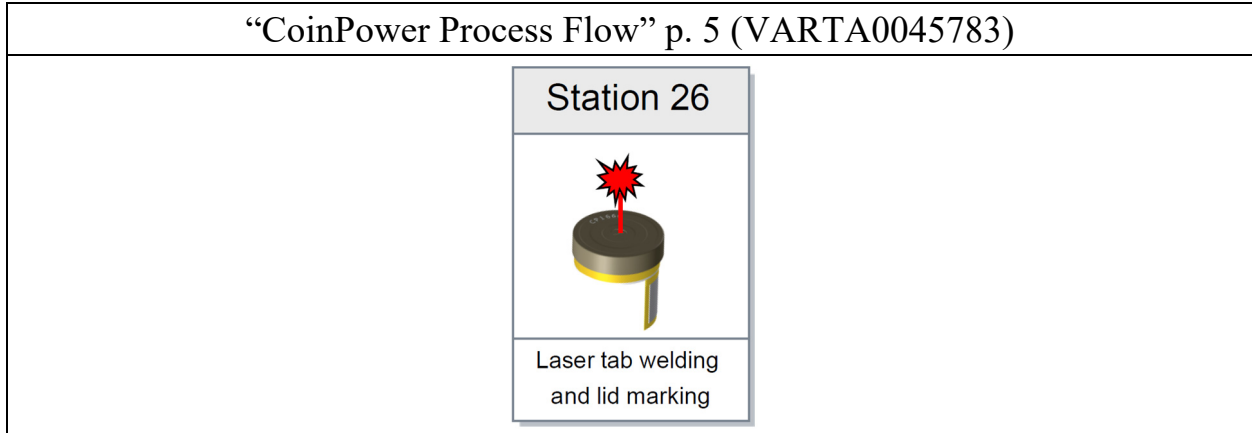 “CoinPower Process Flow” p. 5 (VARTA0045783)
Station 26
Laser tab welding
and lid marking